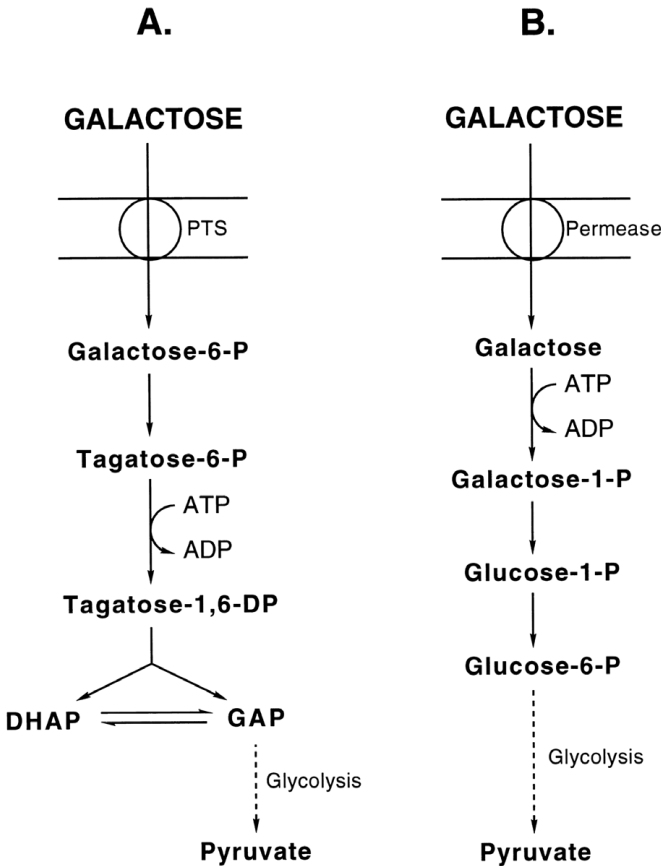 A.
GALACTOSE
PTS
Galactose-6-P
Tagatose-6-P
ATP
ADP
Tagatose-1,6-DP
DHAP
GAP
Glycolysis
Pyruvate
B.
GALACTOSE
Permease
Galactose
ATP
ADP
Galactose-1-P
Glucose-1-P
Glucose-6-P
Glycolysis
Pyruvate